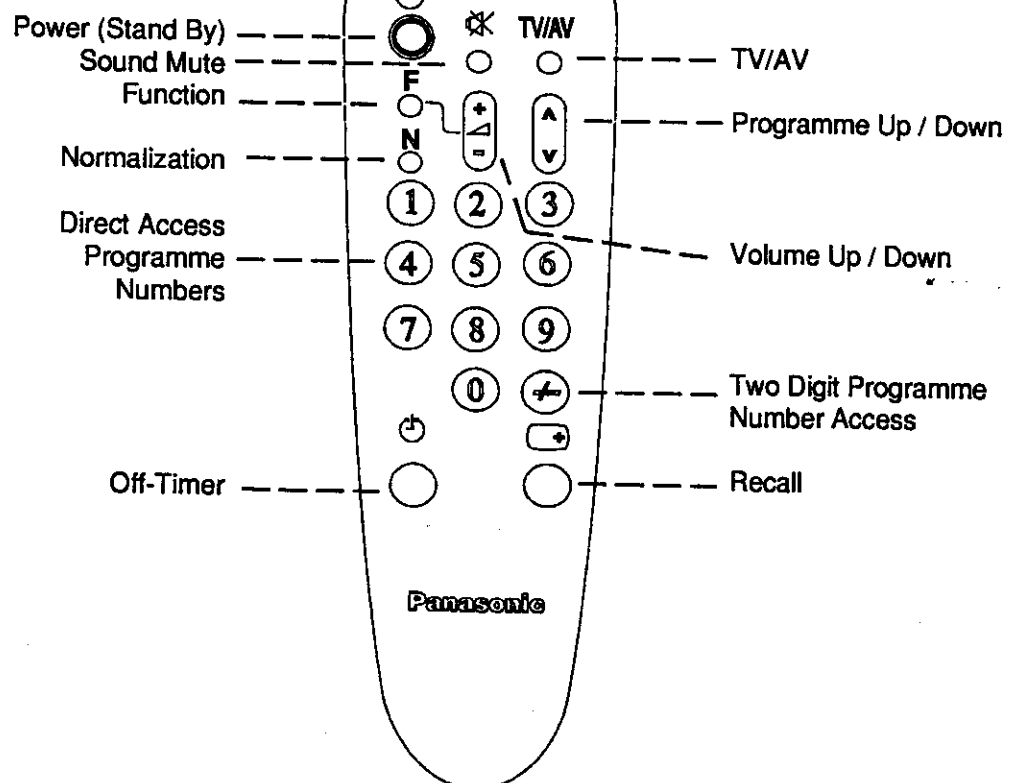 Power (Stand By)
Sound Mute
Function
Normalization
Direct Access
Programme
Numbers
Off-Timer
TV/AV
F
+
-
N
1 2 3
4 5 6
7 8 9
0 -/--
+
Panasonic
TV/AV
Programme Up / Down
Volume Up / Down
Two Digit Programme
Number Access
Recall